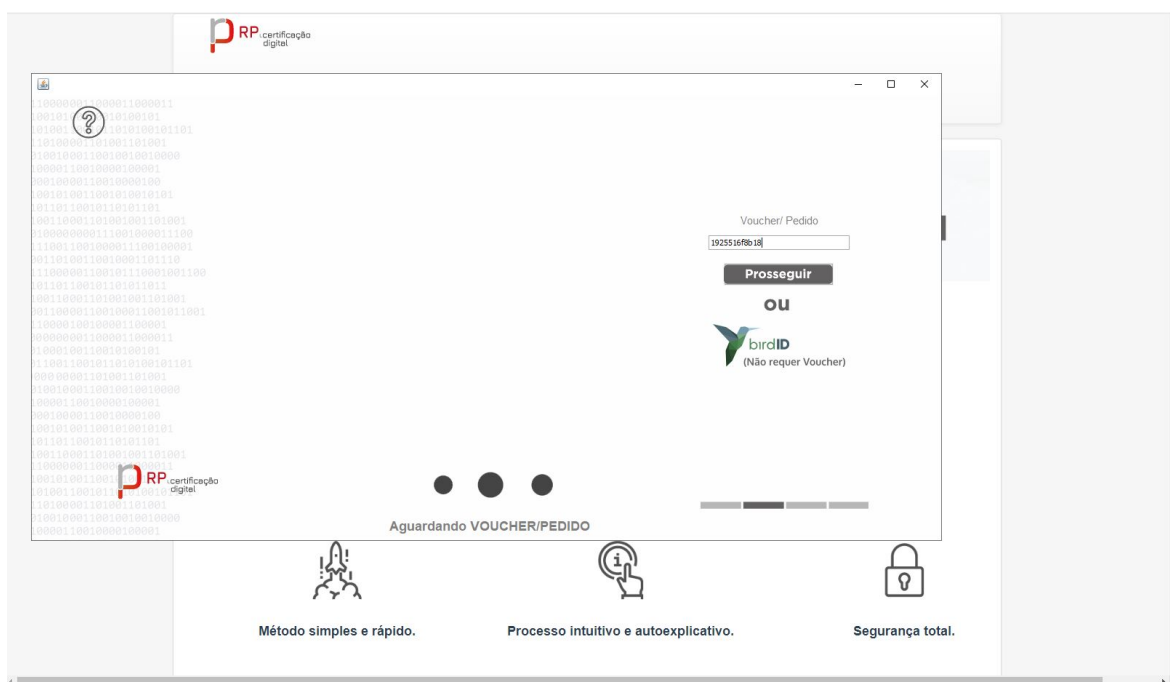 RP certificação
digital
Voucher/ Pedido
1925516f8b18
Prosseguir
ou
birdID
(Não requer Voucher)
RP certificação
digital
Aguardando VOUCHER/PEDIDO
Método simples e rápido.
Processo intuitivo e autoexplicativo.
Segurança total.